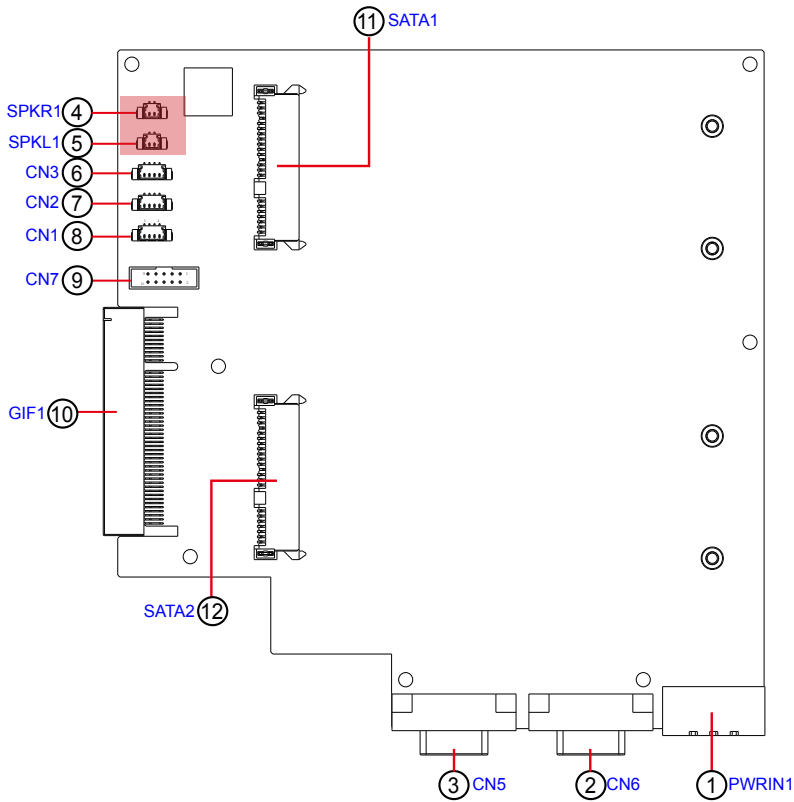 11 SATA1
SPKR1 4
SPKL1 5
CN3 6
CN2 7
CN1 8
CN7 9
GIF1 10
SATA2 12
3 CN5
2 CN6
1 PWRIN1